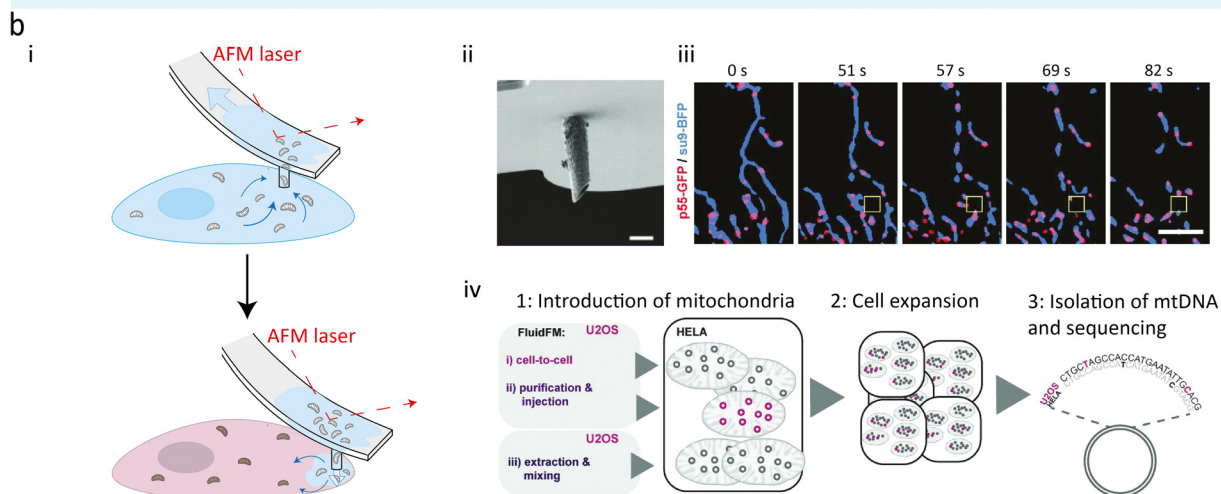 b
i
AFM laser
AFM laser
ii
iii
0 s
51 s
57 s
69 s
82 s
p55-GFP / su9-BFP
iv
1: Introduction of mitochondria
2: Cell expansion
3: Isolation of mtDNA
and sequencing
FluidFM: U2OS
i) cell-to-cell
ii) purification &
injection
U2OS
iii) extraction &
mixing
HELA
U2OS
HELA
CTGCTAGCCACCATGAATATTGCACG